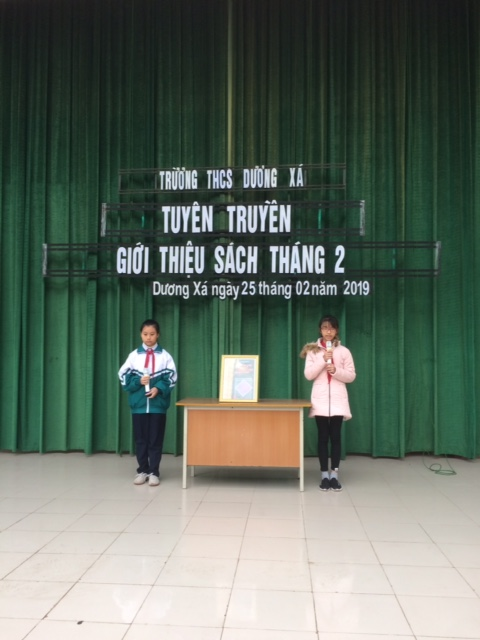 TRƯỜNG THCS DƯƠNG XÁ
TUYÊN TRUYỀN
GIỚI THIỆU SÁCH THÁNG 2
Dương Xá ngày 25 tháng 02 năm 2019